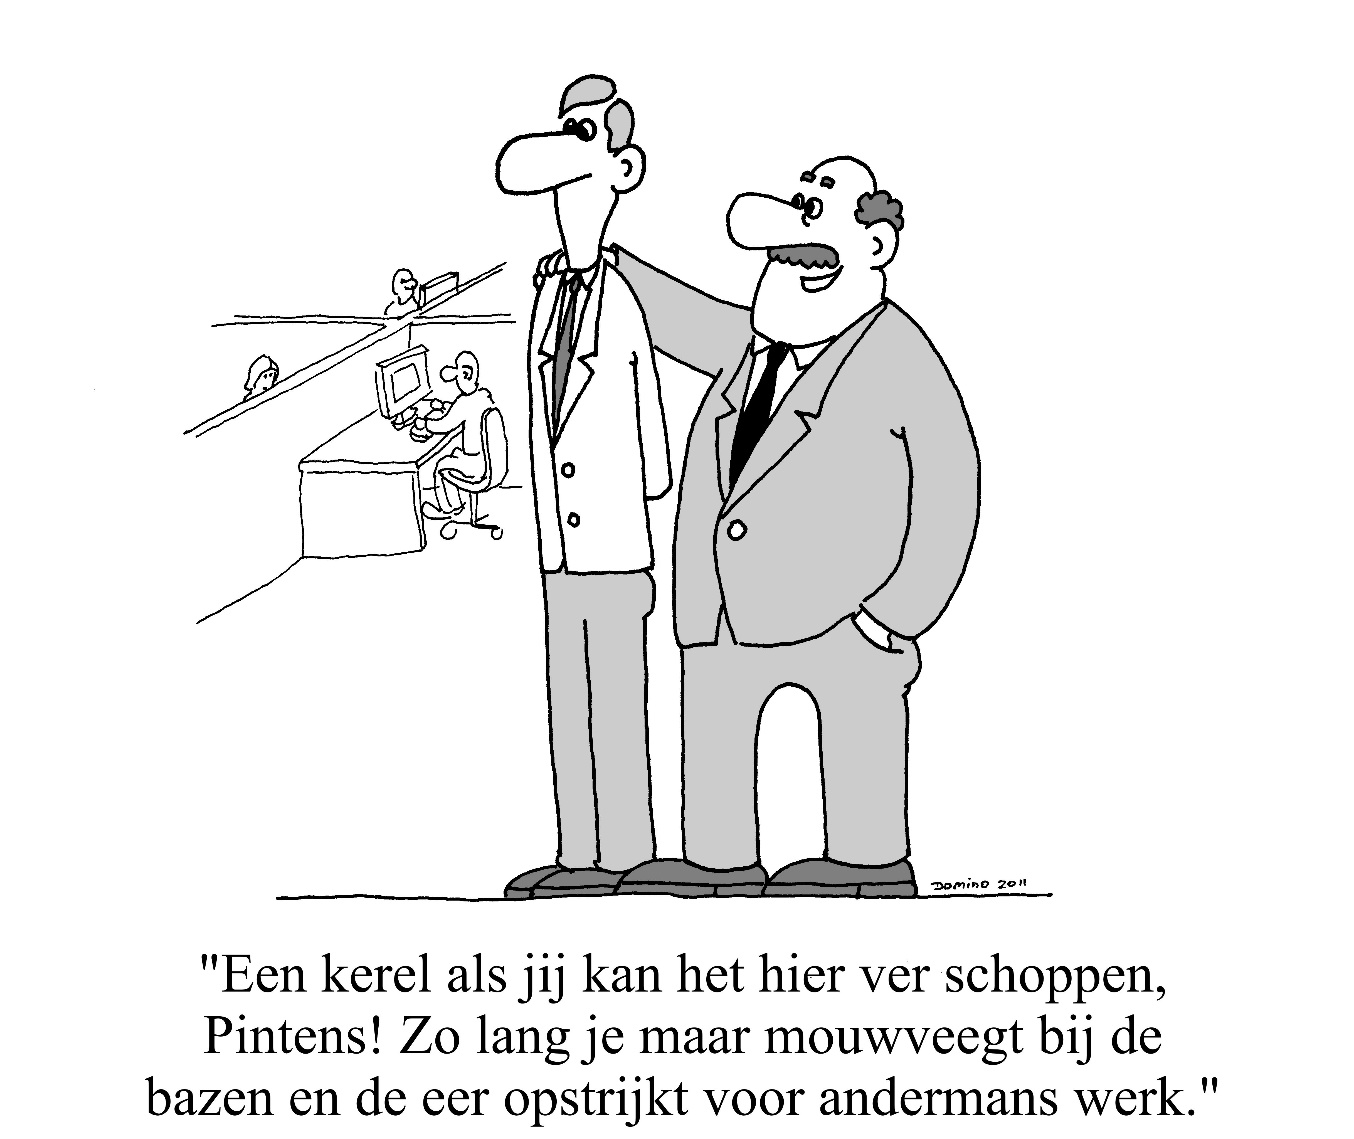 Domino 2011
"Een kerel als jij kan het hier ver schoppen,
Pintens! Zo lang je maar mouwveegt bij de
bazen en de eer opstrijkt voor andermans werk."